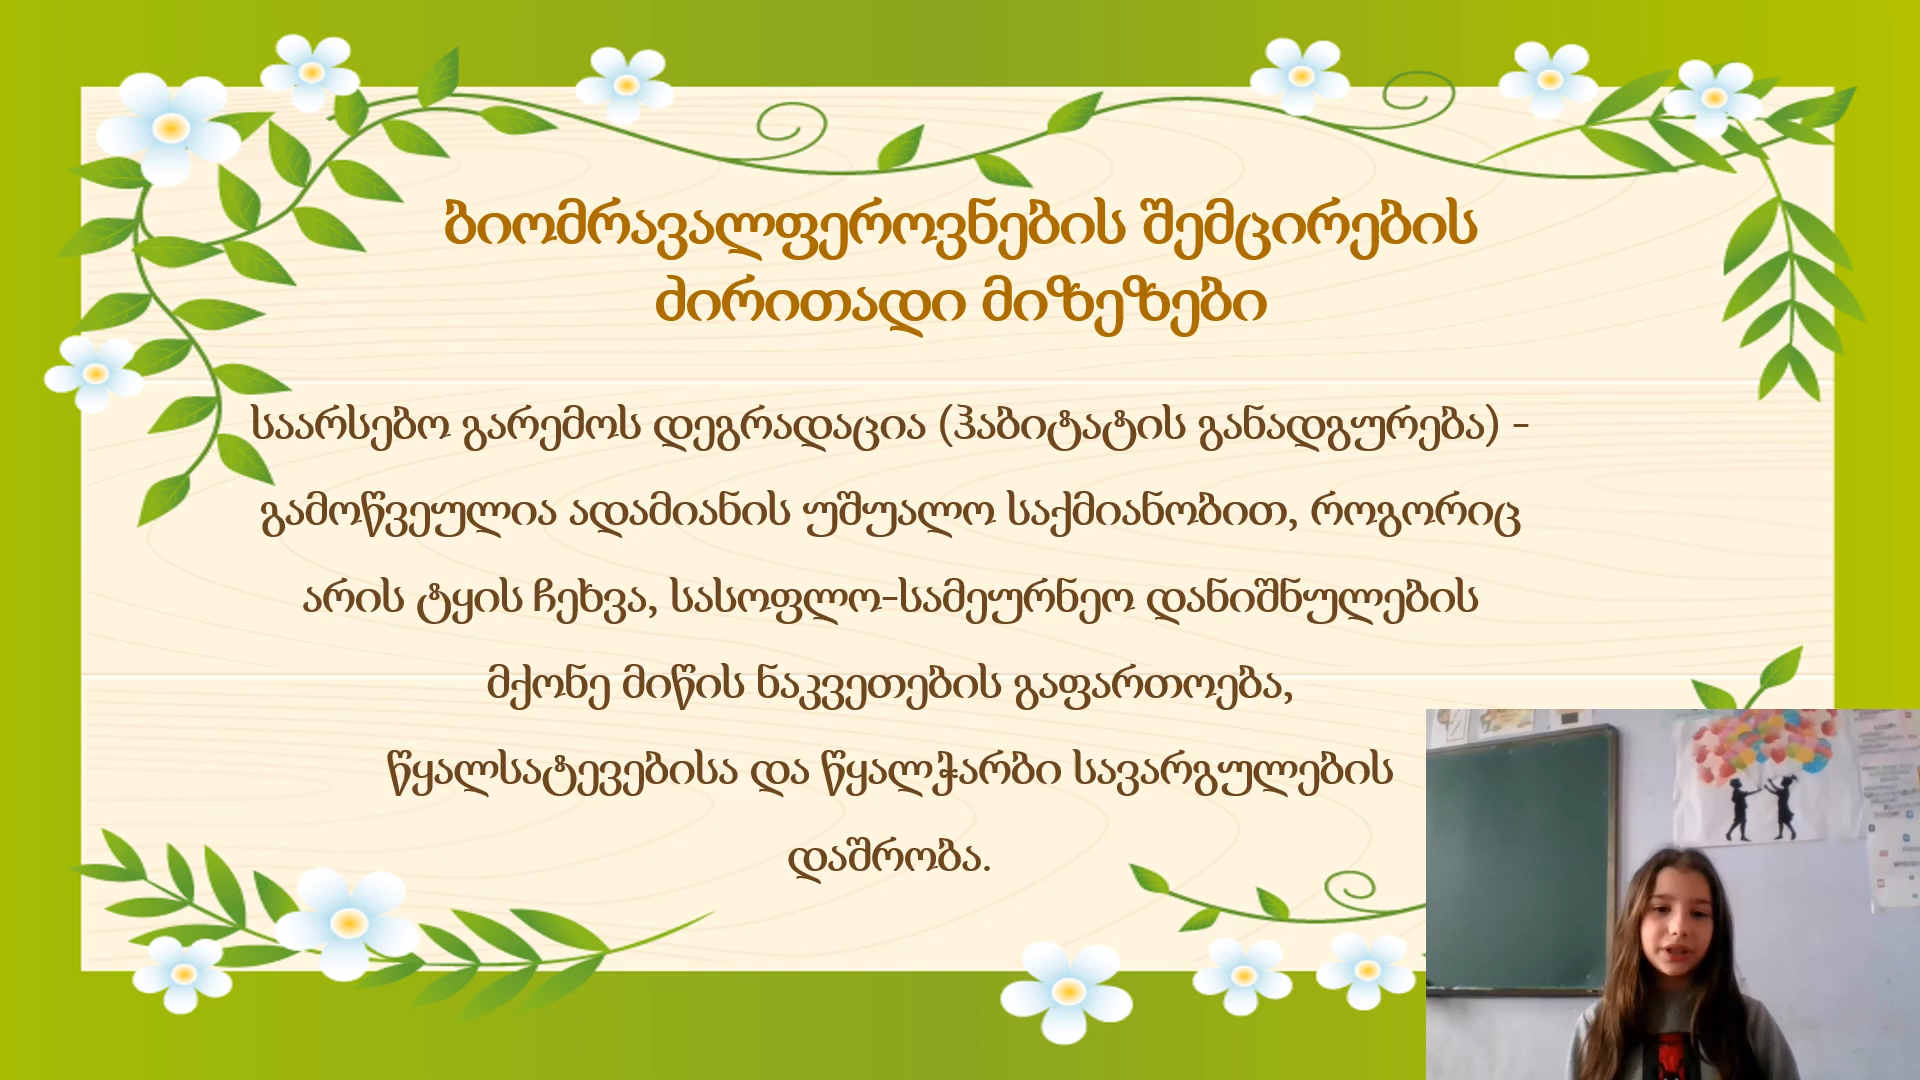 ბიომრავალფეროვნების შემცირების
ძირითადი მიზეზები
საარსებო გარემოს დეგრადაცია (ჰაბიტატის განადგურება) -
გამოწვეულია ადამიანის უშუალო საქმიანობით, როგორიც
არის ტყის ჩეხვა, სასოფლო-სამეურნეო დანიშნულების
მქონე მიწის ნაკვეთების გაფართოება,
წყალსატევებისა და წყალჭარბი სავარგულების
დაშრობა.